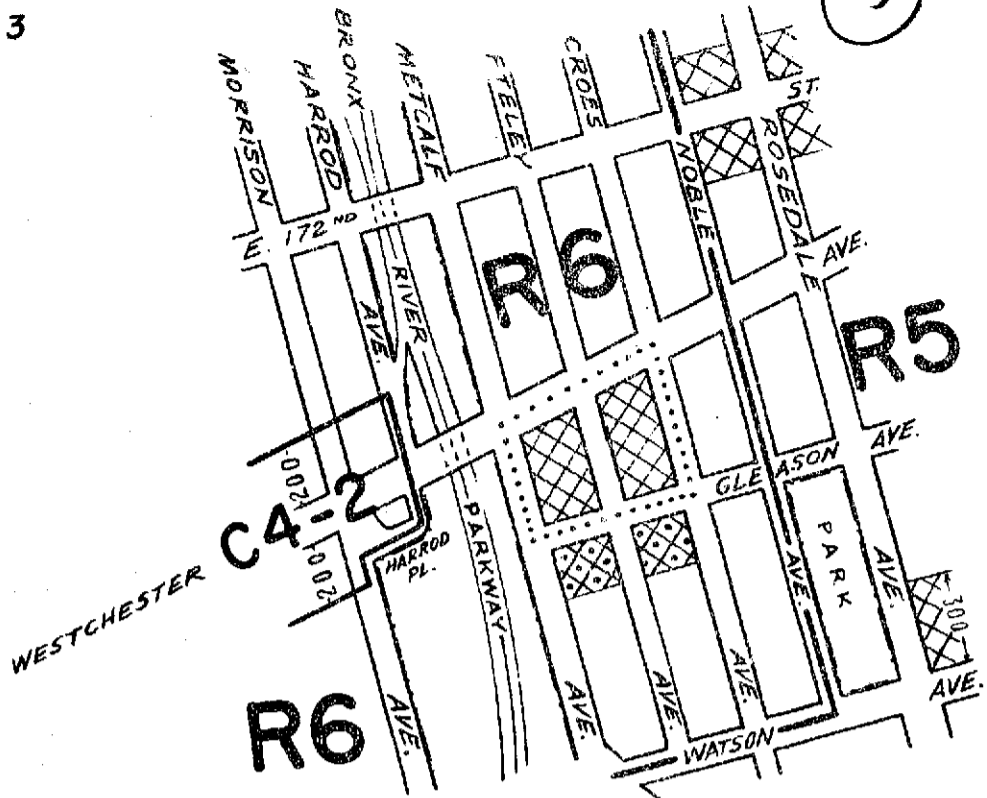 3
MORRISON
HARROD
BRONX
METCALF
FTELEY
CROES
ST.
NOBLE
ROSEDALE
E. 172ND
AVE.
RIVER
AVE.
R6
R5
200
C4-2
200
AVE.
GLEASON
PARK
PARKWAY
HARROD
PL.
WESTCHESTER
AVE.
AVE.
300
AVE.
R6
AVE.
AVE.
AVE.
AVE.
WATSON